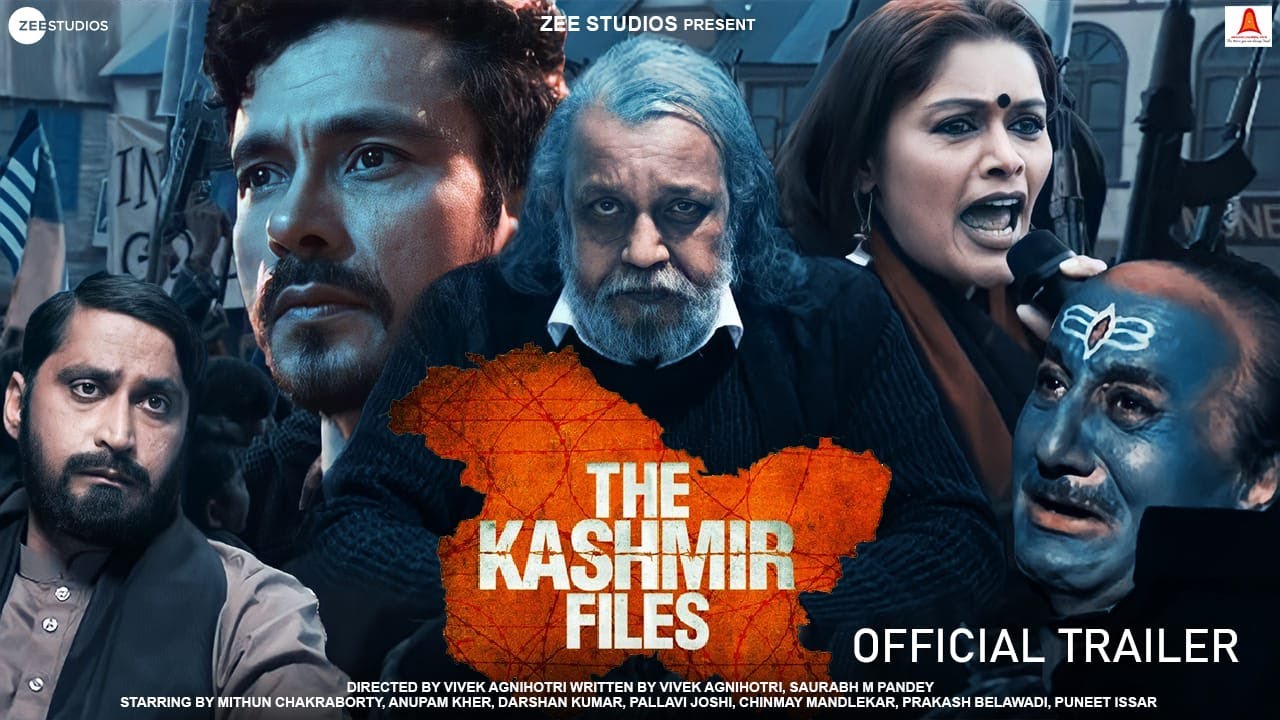 ZEE STUDIOS
ZEE STUDIOS PRESENT
IN
THE
KASHMIR
FILES
OFFICIAL TRAILER
DIRECTED BY VIVEK AGNIHOTRI WRITTEN BY VIVEK AGNIHOTRI, SAURABH M PANDEY
STARRING BY MITHUN CHAKRABORTY, ANUPAM KHER, DARSHAN KUMAR, PALLAVI JOSHI, CHINMAY MANDLEKAR, PRAKASH BELAWADI, PUNEET ISSAR